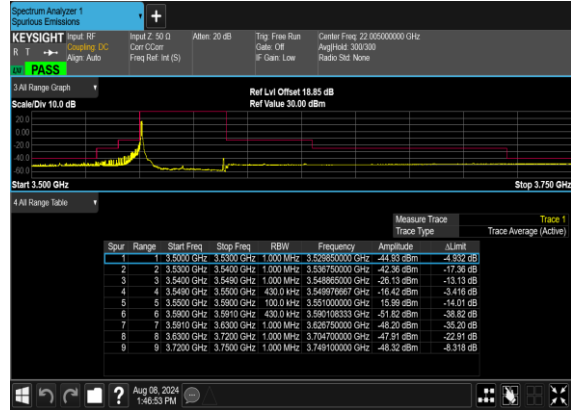 Spectrum Analyzer 1
Spurious Emissions
+
KEYSIGHT Input: RF Input Z: 50 Ω Atten: 20 dB Trig: Free Run Center Freq: 22.005000000 GHz
R T Coupling: DC Corr CCorr Gate: Off Avg|Hold: 300/300
Align: Auto Freq Ref: Int (S) IF Gain: Low Radio Std: None
LW PASS
3 All Range Graph Ref Lvl Offset 18.85 dB
Scale/Div 10.0 dB Ref Value 30.00 dBm
20.0
0.00
-20.0
-40.0
-60.0
Start 3.500 GHz Stop 3.750 GHz
4 All Range Table
Measure Trace Trace 1
Trace Type Trace Average (Active)
Spur Range Start Freq Stop Freq RBW Frequency Amplitude ΔLimit
1 1 3.5000 GHz 3.5300 GHz 1.000 MHz 3.529850000 GHz -44.93 dBm -4.932 dB
2 2 3.5300 GHz 3.5400 GHz 1.000 MHz 3.536750000 GHz -42.36 dBm -17.36 dB
3 3 3.5400 GHz 3.5490 GHz 1.000 MHz 3.548865000 GHz -26.13 dBm -13.13 dB
4 4 3.5490 GHz 3.5500 GHz 430.0 kHz 3.549976667 GHz -16.42 dBm -3.416 dB
5 5 3.5500 GHz 3.5900 GHz 100.0 kHz 3.551000000 GHz 15.99 dBm -14.01 dB
6 6 3.5900 GHz 3.5910 GHz 430.0 kHz 3.590108333 GHz -51.82 dBm -38.82 dB
7 7 3.5910 GHz 3.6300 GHz 1.000 MHz 3.626750000 GHz -48.20 dBm -35.20 dB
8 8 3.6300 GHz 3.7200 GHz 1.000 MHz 3.704700000 GHz -47.91 dBm -22.91 dB
9 9 3.7200 GHz 3.7500 GHz 1.000 MHz 3.749100000 GHz -48.32 dBm -8.318 dB
? Aug 08, 2024
1:46:53 PM